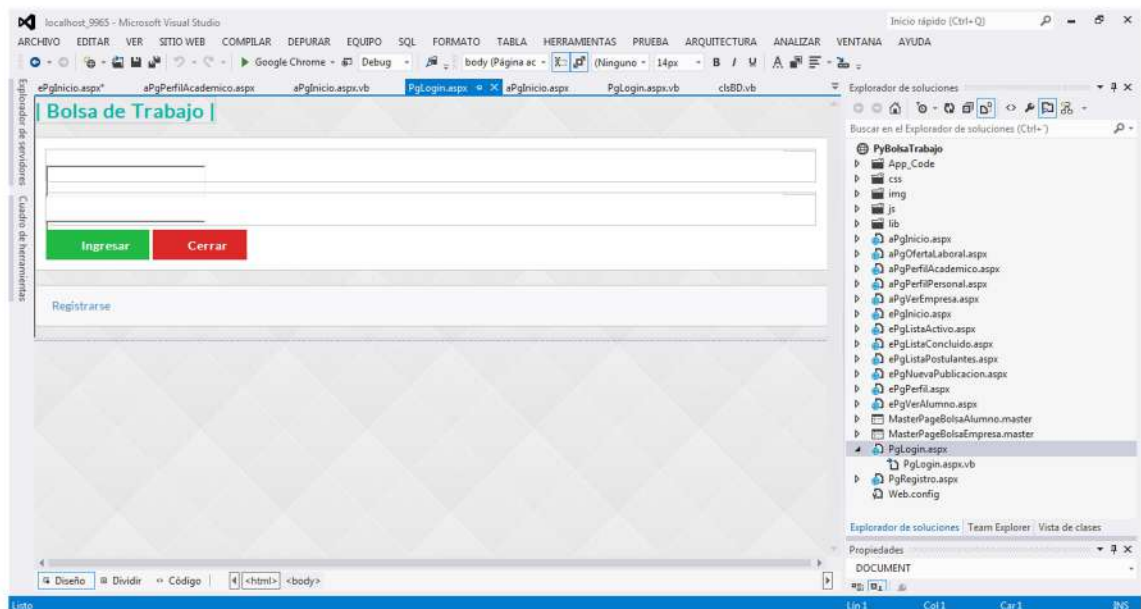 localhost_9965 - Microsoft Visual Studio
Inicio rápido (Ctrl+Q)
ARCHIVO EDITAR VER SITIO WEB COMPILAR DEPURAR EQUIPO SQL FORMATO TABLA HERRAMIENTAS PRUEBA ARQUITECTURA ANALIZAR VENTANA AYUDA
Google Chrome Debug body (Página ac (Ninguno 14px B I U A
ePgInicio.aspx* aPgPerfilAcademico.aspx aPgInicio.aspx.vb PgLogin.aspx aPgInicio.aspx PgLogin.aspx.vb clsBD.vb
Explorador de servidores
Cuadro de herramientas
| Bolsa de Trabajo |
Ingresar Cerrar
Registrarse
Diseño Dividir Código <html> <body>
Explorador de soluciones
Buscar en el Explorador de soluciones (Ctrl+´)
PyBolsaTrabajo
App_Code
css
img
js
lib
aPgInicio.aspx
aPgOfertaLaboral.aspx
aPgPerfilAcademico.aspx
aPgPerfilPersonal.aspx
aPgVerEmpresa.aspx
ePgInicio.aspx
ePgListaActivo.aspx
ePgListaConcluido.aspx
ePgListaPostulantes.aspx
ePgNuevaPublicacion.aspx
ePgPerfil.aspx
ePgVerAlumno.aspx
MasterPageBolsaAlumno.master
MasterPageBolsaEmpresa.master
PgLogin.aspx
PgLogin.aspx.vb
PgRegistro.aspx
Web.config
Explorador de soluciones Team Explorer Vista de clases
Propiedades
DOCUMENT
Listo Lín 1 Col 1 Car 1 INS